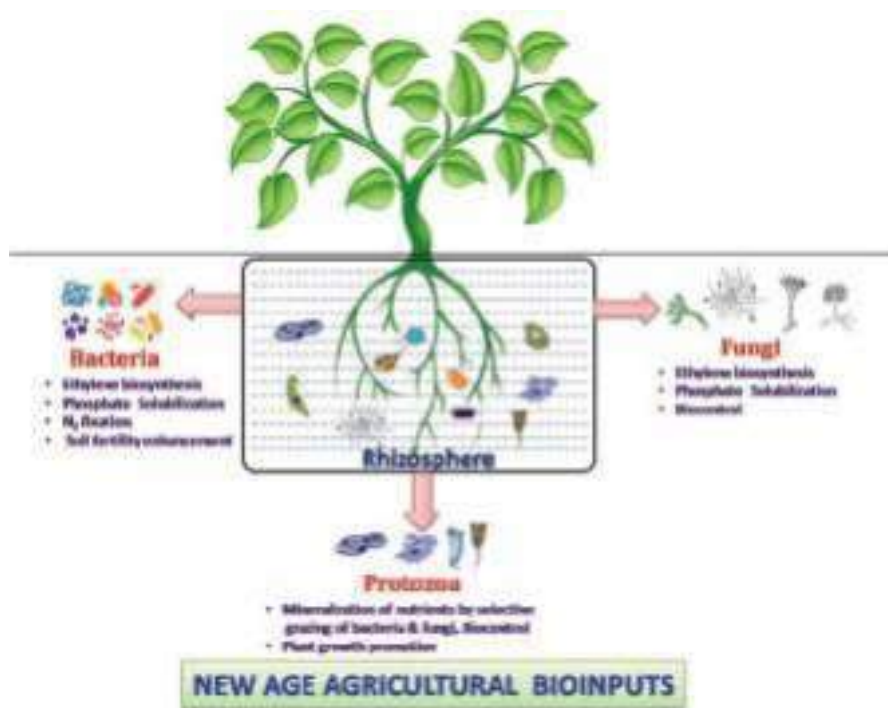 Bacteria
• Ethylene biosynthesis
• Phosphate Solubilization
• N₂ fixation
• Soil fertility enhancement
Rhizosphere
Fungi
• Ethylene biosynthesis
• Phosphate Solubilization
• Biocontrol
Protozoa
• Mineralization of nutrients by selective
grazing of bacteria & fungi, Biocontrol
• Plant growth promotion
NEW AGE AGRICULTURAL BIOINPUTS